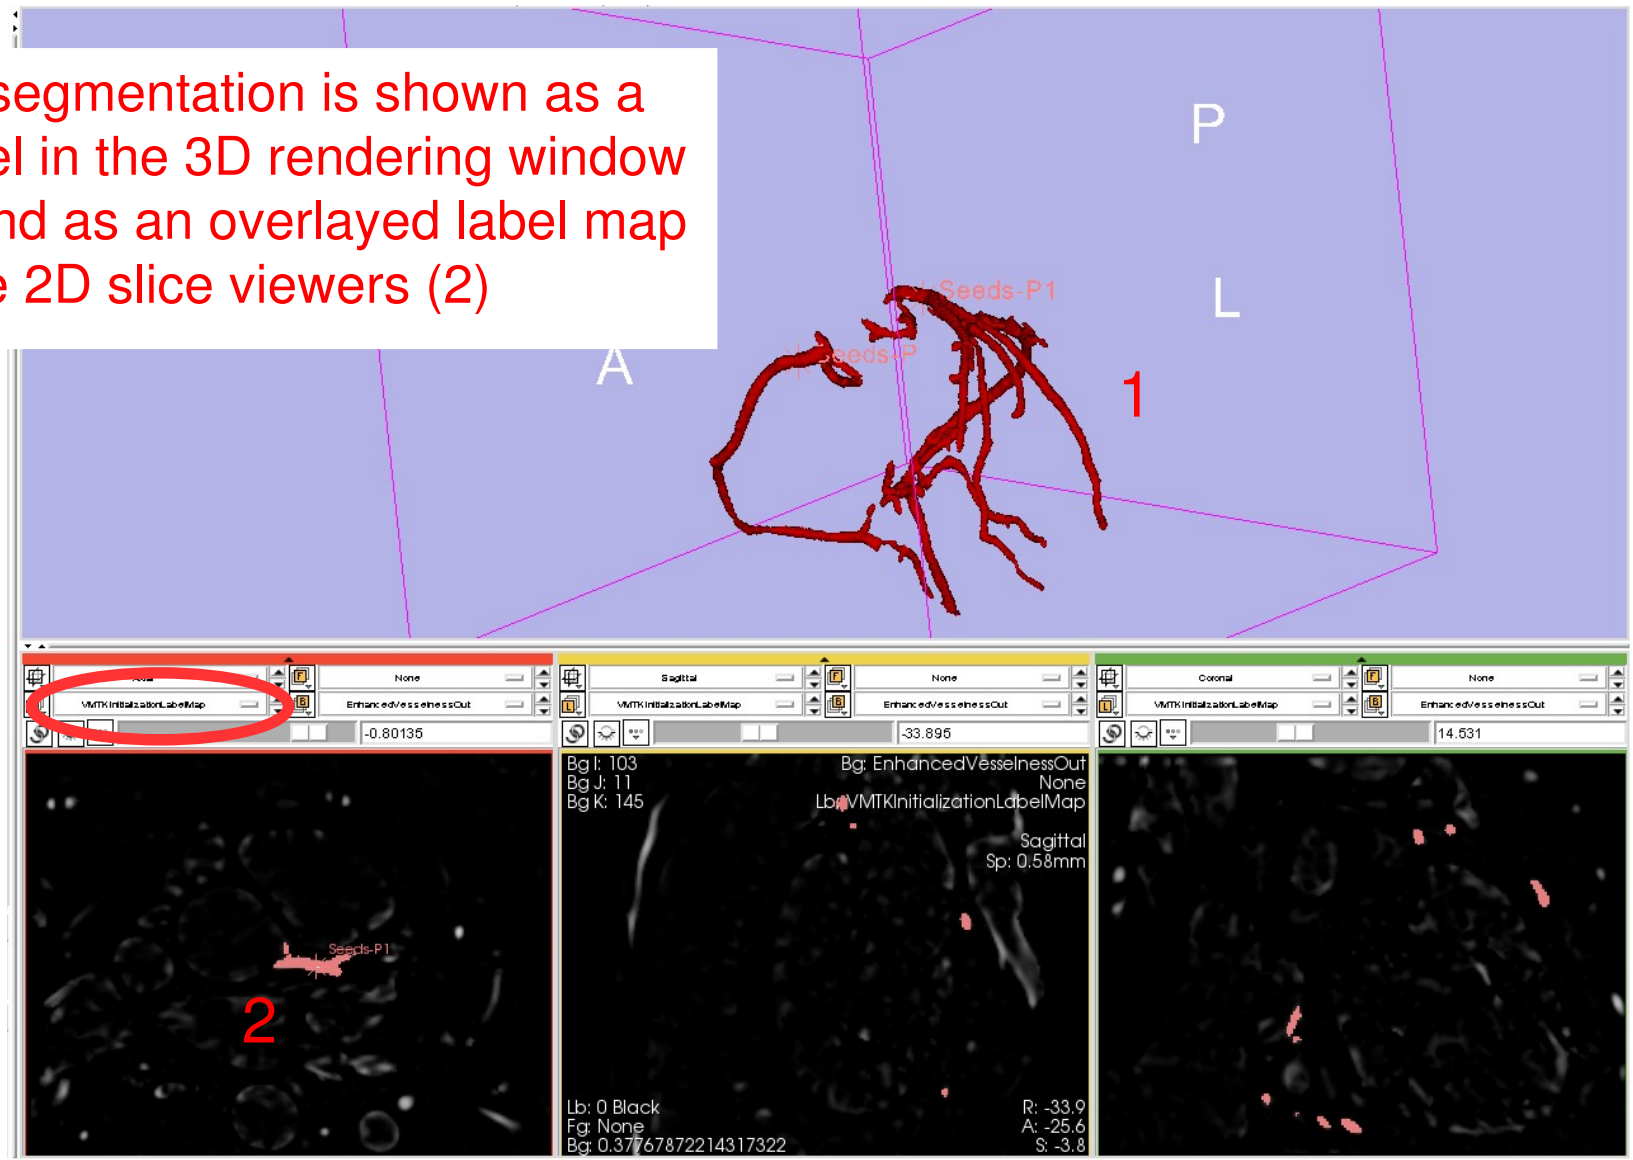 segmentation is shown as a
el in the 3D rendering window
nd as an overlayed label map
e 2D slice viewers (2)
P
L
A
Seeds-P1
Seeds-P
1
None
Sagittal
None
Coronal
None
VMTKInitializationLabelMap
EnhancedVesselnessOut
VMTKInitializationLabelMap
EnhancedVesselnessOut
VMTKInitializationLabelMap
EnhancedVesselnessOut
-0.80135
-33.895
14.531
Seeds-P1
2
Bg I: 103
Bg J: 11
Bg K: 145
Bg: EnhancedVesselnessOut
None
Lb: VMTKInitializationLabelMap
Sagittal
Sp: 0.58mm
Lb: 0 Black
Fg: None
Bg: 0.37767872214317322
R: -33.9
A: -25.6
S: -3.8